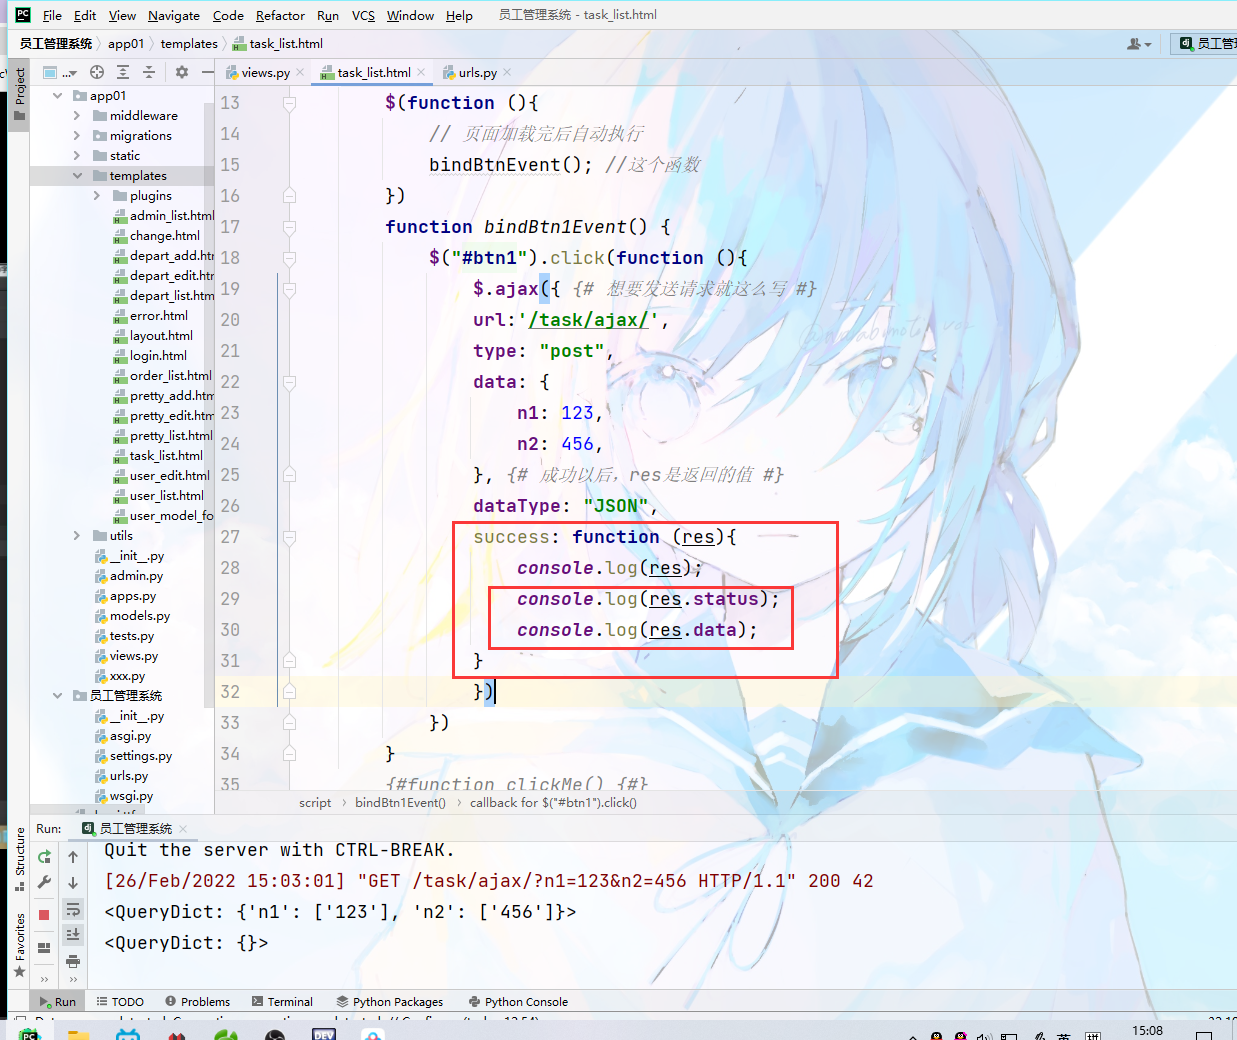 File Edit View Navigate Code Refactor Run VCS Window Help 员工管理系统 - task_list.html
员工管理系统 app01 templates task_list.html
员工管
Project
views.py task_list.html urls.py
app01
middleware
migrations
static
templates
plugins
admin_list.html
change.html
depart_add.htm
depart_edit.htm
depart_list.htm
error.html
layout.html
login.html
order_list.html
pretty_add.htm
pretty_edit.htm
pretty_list.html
task_list.html
user_edit.html
user_list.html
user_model_fo
utils
__init__.py
admin.py
apps.py
models.py
tests.py
views.py
xxx.py
员工管理系统
__init__.py
asgi.py
settings.py
urls.py
wsgi.py
13 $(function (){
14 // 页面加载完后自动执行
15 bindBtnEvent(); //这个函数
16 })
17 function bindBtn1Event() {
18 $("#btn1").click(function (){
19 $.ajax({ {# 想要发送请求就这么写 #}
20 url:'/task/ajax/',
21 type: "post",
22 data: {
23 n1: 123,
24 n2: 456,
25 }, {# 成功以后，res是返回的值 #}
26 dataType: "JSON",
27 success: function (res){
28 console.log(res);
29 console.log(res.status);
30 console.log(res.data);
31 }
32 })
33 })
34 }
35 {#function clickMe() {#}
script bindBtn1Event() callback for $("#btn1").click()
Run: 员工管理系统
Quit the server with CTRL-BREAK.
[26/Feb/2022 15:03:01] "GET /task/ajax/?n1=123&n2=456 HTTP/1.1" 200 42
<QueryDict: {'n1': ['123'], 'n2': ['456']}>
<QueryDict: {}>
Structure
Favorites
Run TODO Problems Terminal Python Packages Python Console
DEV
英
拼
15:08